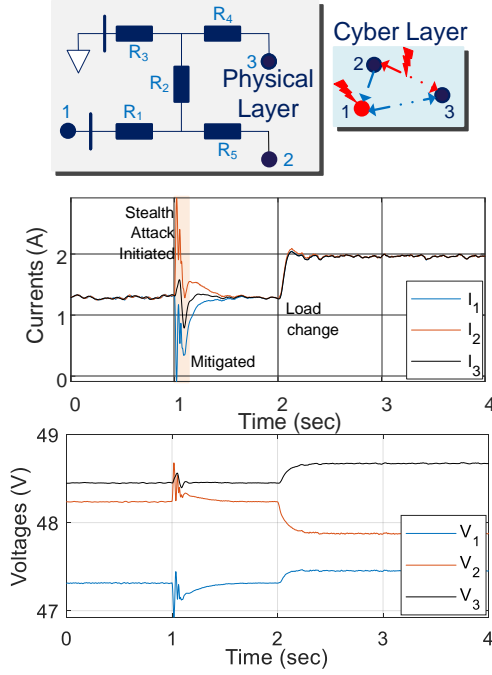 R4
Cyber Layer
R3
3
2
R2
Physical
Layer
1
R1
1
3
R5
2
Currents (A)
2
1
0
Stealth
Attack
Initiated
Mitigated
Load
change
I1
I2
I3
0
1
2
3
4
Time (sec)
Voltages (V)
49
48
47
V1
V2
V3
0
1
2
3
4
Time (sec)